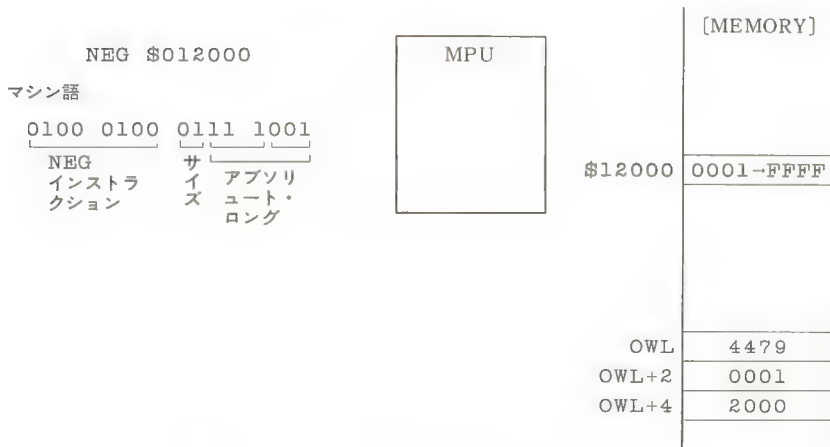 NEG $012000
マシン語
0100 0100 0111 1001
NEG
インストラ
クション
サイズ
アブソリ
ュート・
ロング
MPU
[MEMORY]
$12000 0001→FFFF
OWL 4479
OWL+2 0001
OWL+4 2000